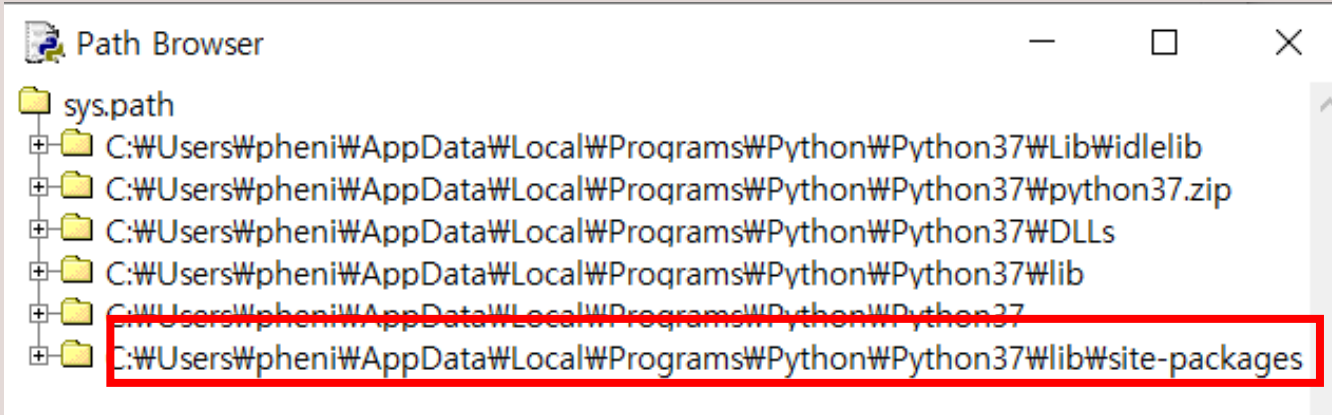 Path Browser
sys.path
C:₩Users₩pheni₩AppData₩Local₩Programs₩Python₩Python37₩Lib₩idlelib
C:₩Users₩pheni₩AppData₩Local₩Programs₩Python₩Python37₩python37.zip
C:₩Users₩pheni₩AppData₩Local₩Programs₩Python₩Python37₩DLLs
C:₩Users₩pheni₩AppData₩Local₩Programs₩Python₩Python37₩lib
C:₩Users₩pheni₩AppData₩Local₩Programs₩Python₩Python37
C:₩Users₩pheni₩AppData₩Local₩Programs₩Python₩Python37₩lib₩site-packages